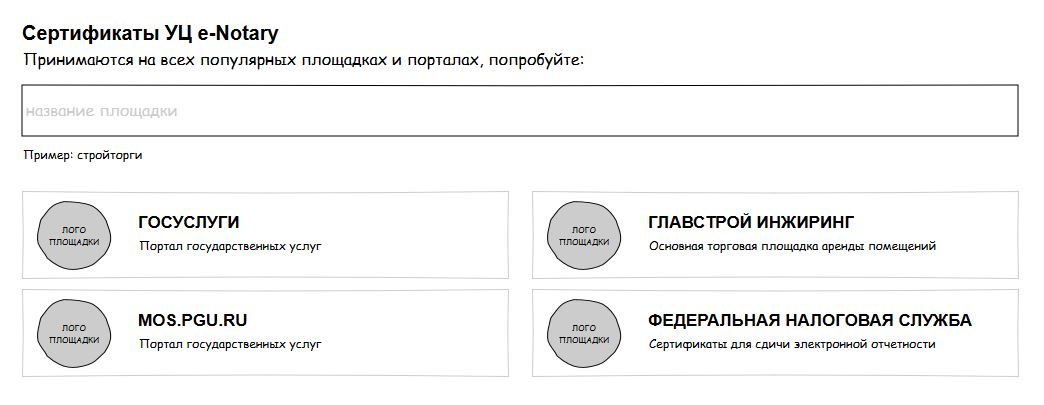 Сертификаты УЦ e-Notary
Принимаются на всех популярных площадках и порталах, попробуйте:
название площадки
Пример: стройторги
ЛОГО
ПЛОЩАДКИ
ГОСУСЛУГИ
Портал государственных услуг
ЛОГО
ПЛОЩАДКИ
ГЛАВСТРОЙ ИНЖИРИНГ
Основная торговая площадка аренды помещений
ЛОГО
ПЛОЩАДКИ
MOS.PGU.RU
Портал государственных услуг
ЛОГО
ПЛОЩАДКИ
ФЕДЕРАЛЬНАЯ НАЛОГОВАЯ СЛУЖБА
Сертификаты для сдичи электронной отчетности